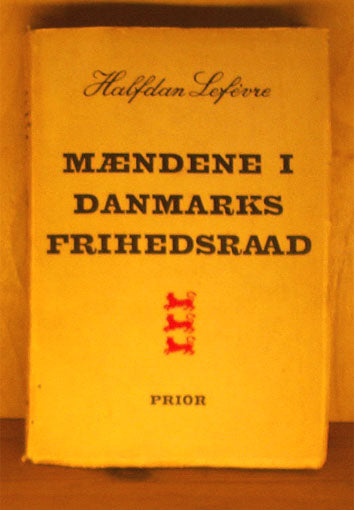 Halfdan Lefèvre
MÆNDENE I
DANMARKS
FRIHEDSRAAD
PRIOR